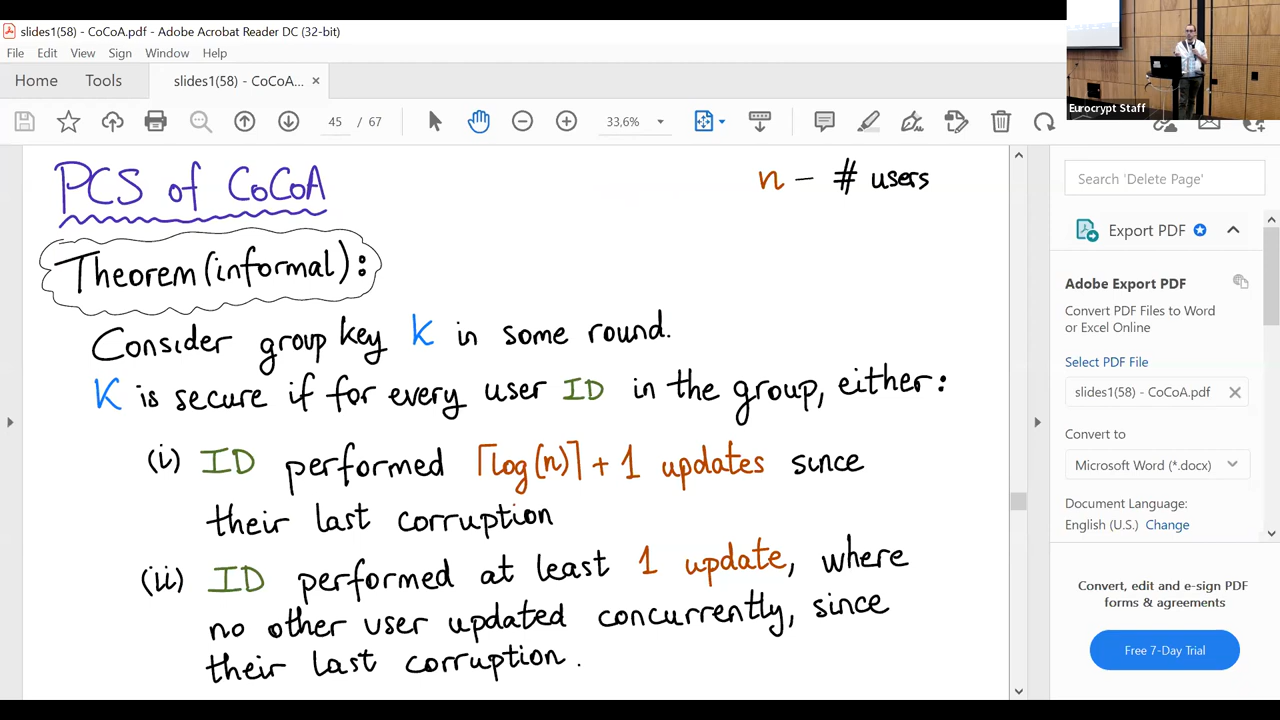 slides1(58) - CoCoA.pdf - Adobe Acrobat Reader DC (32-bit)
File Edit View Sign Window Help
Home Tools slides1(58) - CoCoA... ×
45 / 67 33,6%
Eurocrypt Staff
PCS of CoCoA
n - # users
Theorem (informal):
Consider group key K in some round.
K is secure if for every user ID in the group, either:
(i) ID performed ⌈log(n)⌉ + 1 updates since
their last corruption
(ii) ID performed at least 1 update, where
no other user updated concurrently, since
their last corruption.
Search 'Delete Page'
Export PDF
Adobe Export PDF
Convert PDF Files to Word
or Excel Online
Select PDF File
slides1(58) - CoCoA.pdf ×
Convert to
Microsoft Word (*.docx)
Document Language:
English (U.S.) Change
Convert, edit and e-sign PDF
forms & agreements
Free 7-Day Trial